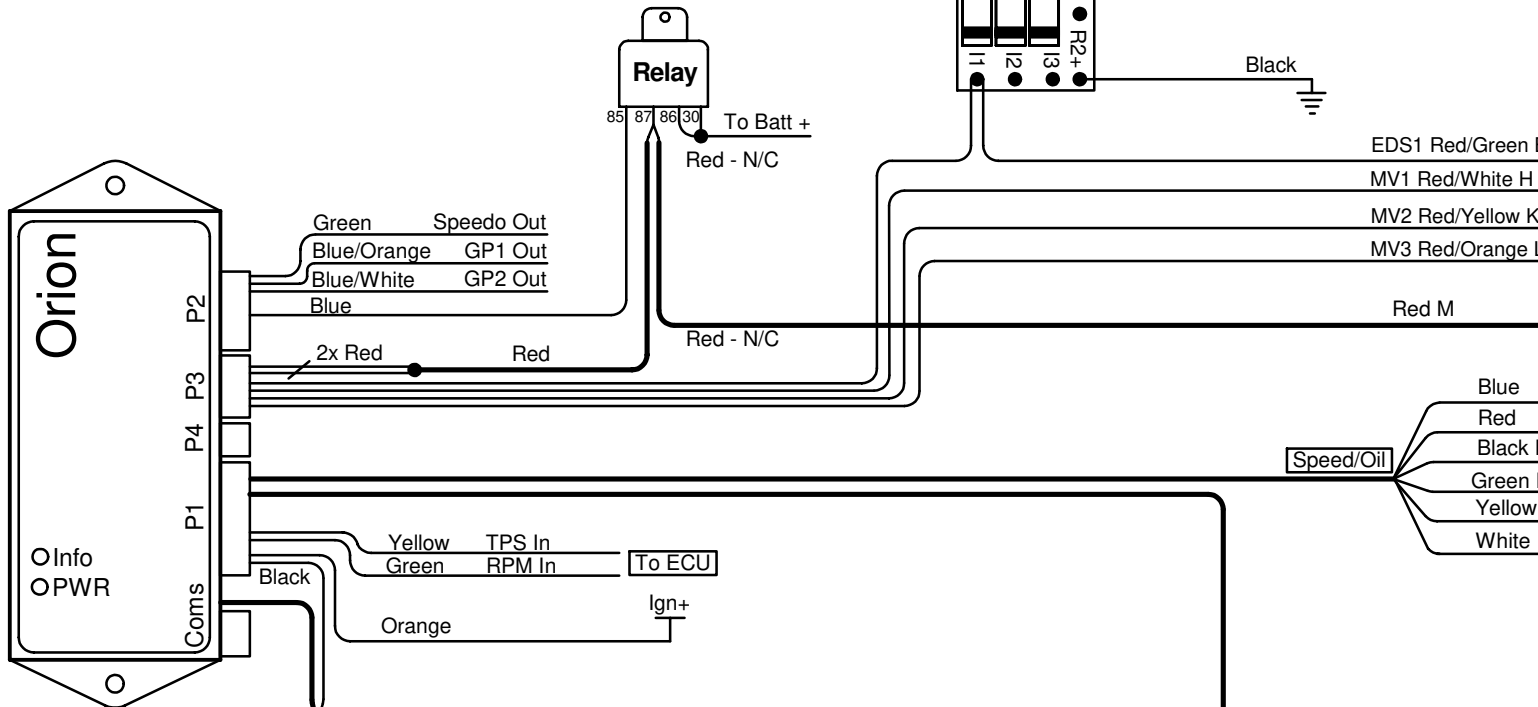 Relay
85 87 86 30
To Batt +
Red - N/C
I1 I2 I3 R2+
Black
EDS1 Red/Green
MV1 Red/White H
MV2 Red/Yellow K
MV3 Red/Orange
Orion
P2
P3
P4
P1
Coms
Info
PWR
Green Speedo Out
Blue/Orange GP1 Out
Blue/White GP2 Out
Blue
2x Red
Red
Red - N/C
Red M
Speed/Oil
Blue
Red
Black
Green
Yellow
White
Yellow TPS In
Green RPM In
To ECU
Black
Orange
Ign+